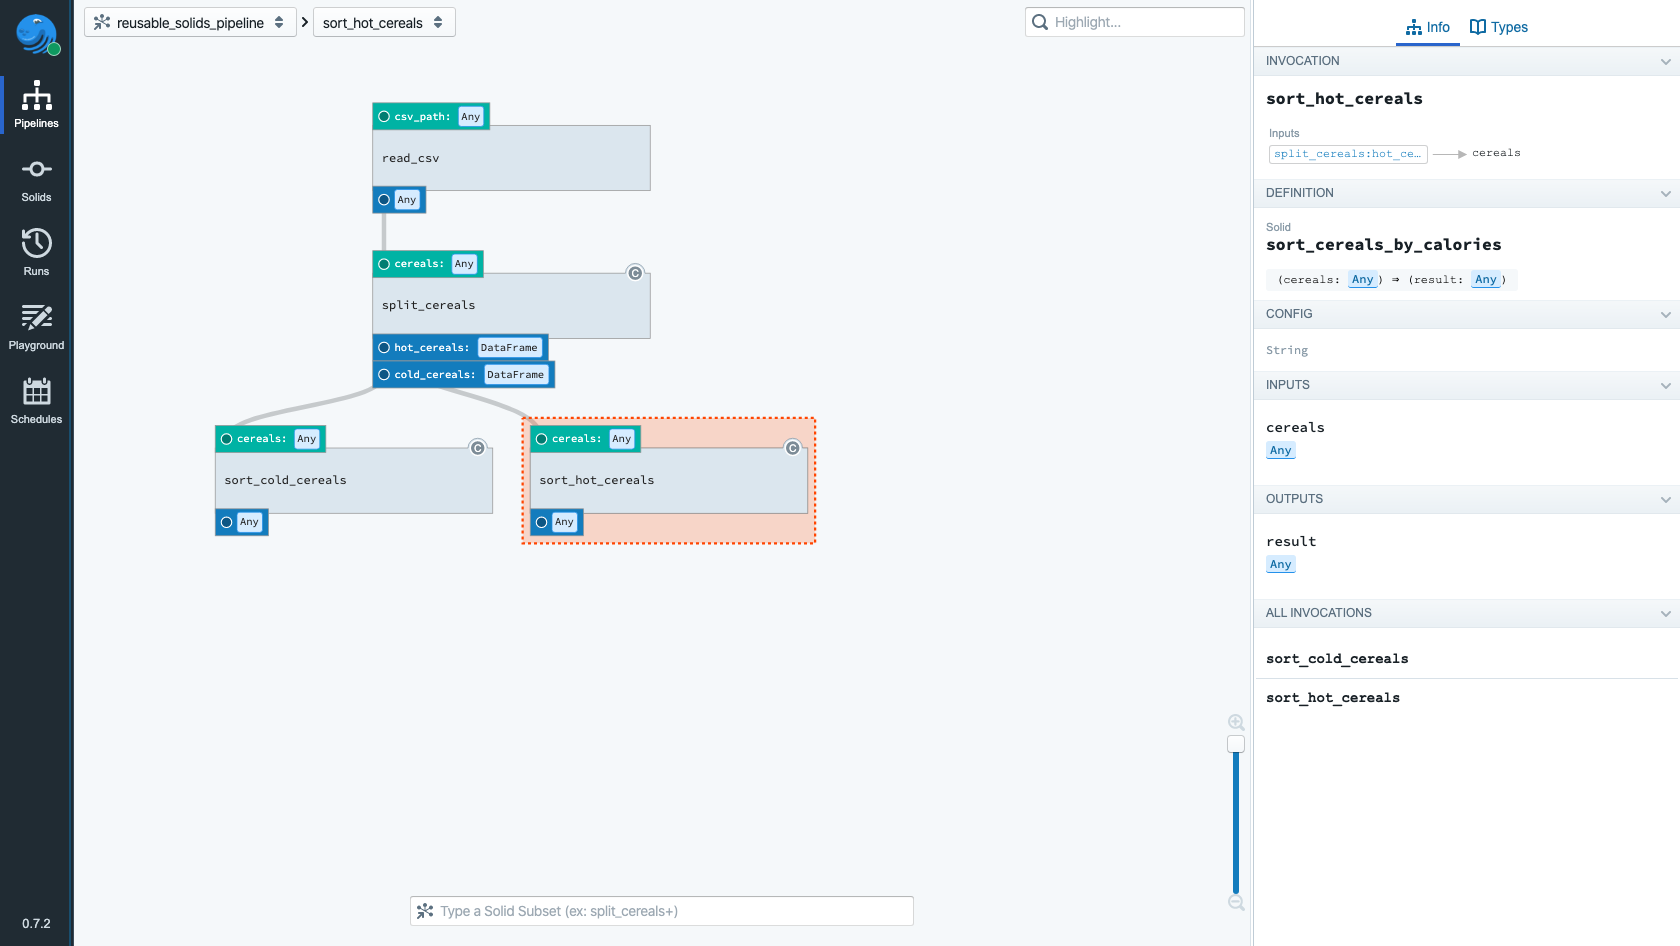 reusable_solids_pipeline
sort_hot_cereals
Highlight...
Info
Types
Pipelines
Solids
Runs
Playground
Schedules
0.7.2
csv_path: Any
read_csv
Any
cereals: Any
C
split_cereals
hot_cereals: DataFrame
cold_cereals: DataFrame
cereals: Any
C
sort_cold_cereals
Any
cereals: Any
C
sort_hot_cereals
Any
Type a Solid Subset (ex: split_cereals+)
INVOCATION
sort_hot_cereals
Inputs
split_cereals:hot_ce… cereals
DEFINITION
Solid
sort_cereals_by_calories
(cereals: Any) ⇒ (result: Any)
CONFIG
String
INPUTS
cereals
Any
OUTPUTS
result
Any
ALL INVOCATIONS
sort_cold_cereals
sort_hot_cereals